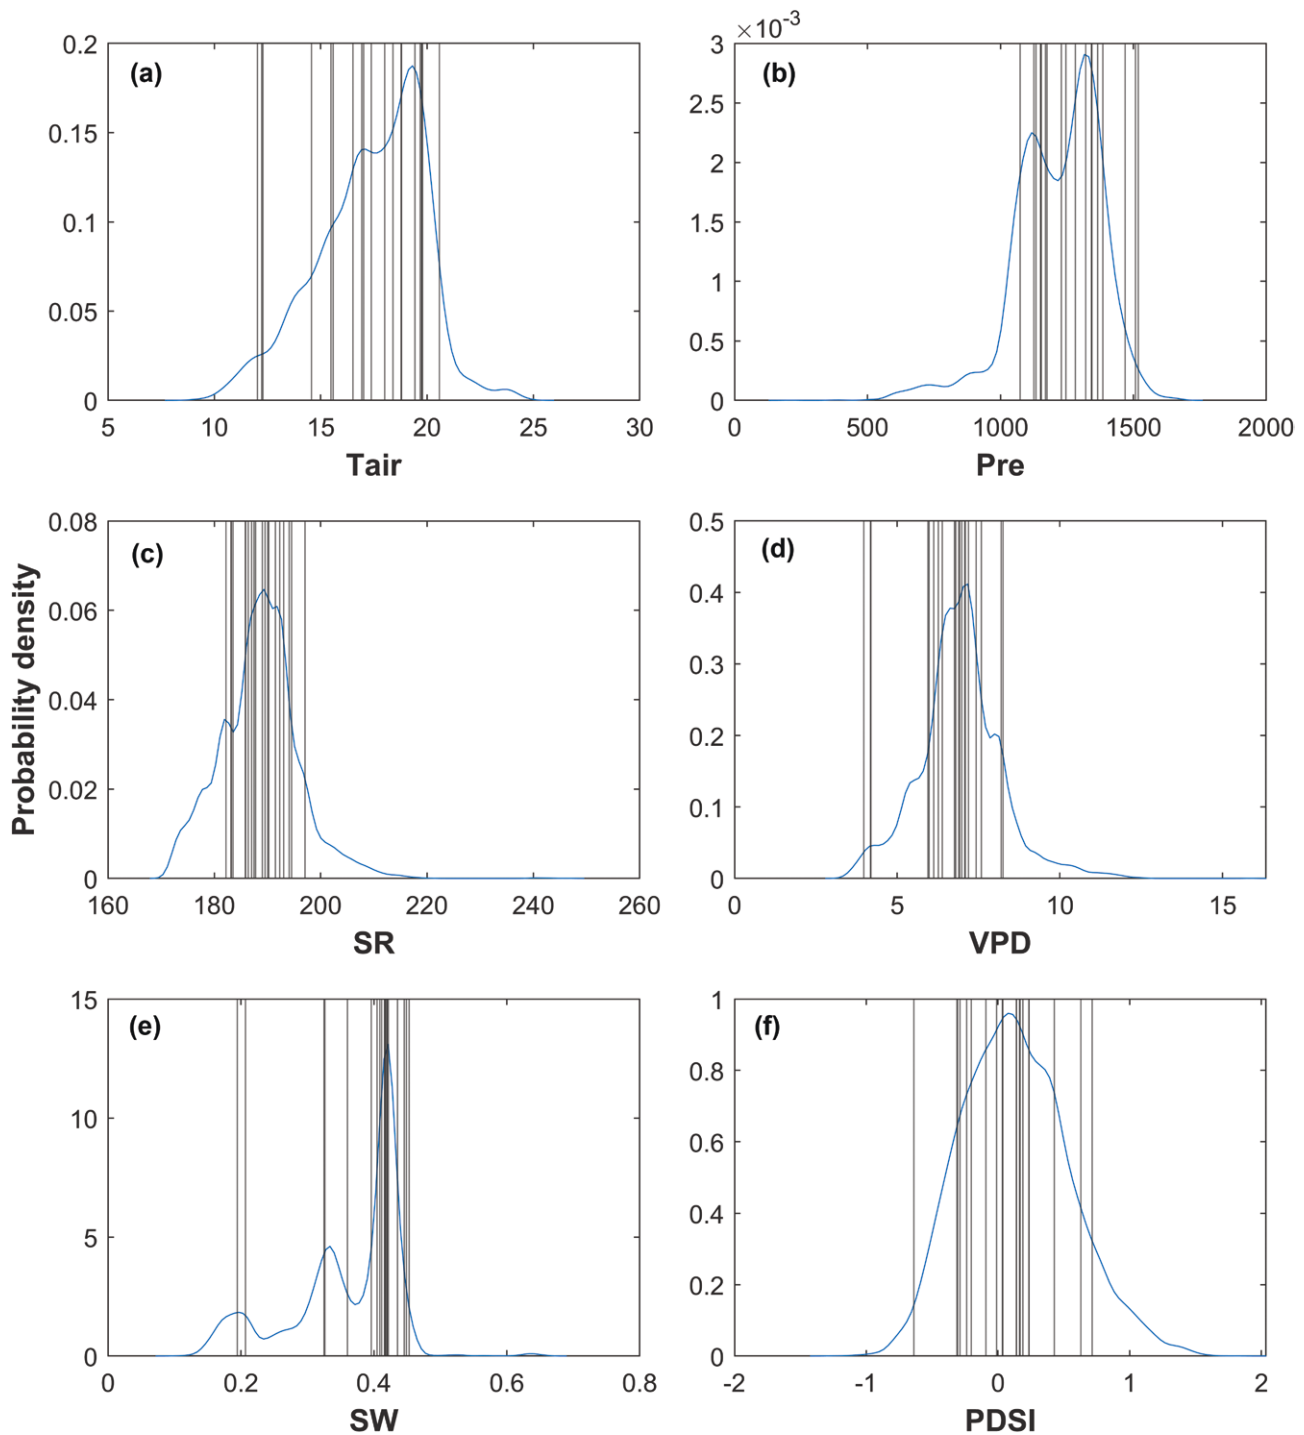 ×10⁻³
0.2
0.15
0.1
0.05
0
(a)
5 10 15 20 25 30
Tair
3
2.5
2
1.5
1
0.5
0
(b)
0 500 1000 1500 2000
Pre
Probability density
0.08
0.06
0.04
0.02
0
(c)
160 180 200 220 240 260
SR
0.5
0.4
0.3
0.2
0.1
0
(d)
0 5 10 15
VPD
15
10
5
0
(e)
0 0.2 0.4 0.6 0.8
SW
1
0.8
0.6
0.4
0.2
0
(f)
-2 -1 0 1 2
PDSI